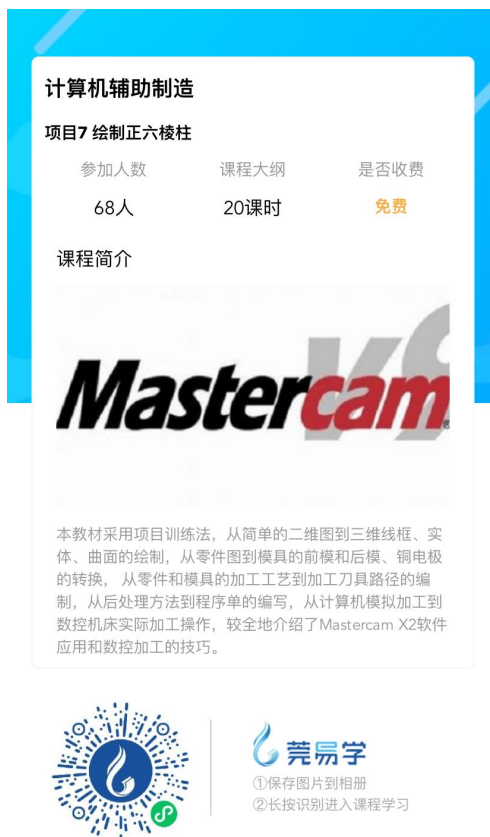 计算机辅助制造
项目7 绘制正六棱柱
参加人数 课程大纲 是否收费
68人 20课时 免费
课程简介
Mastercam
本教材采用项目训练法，从简单的二维图到三维线框、实
体、曲面的绘制，从零件图到模具的前模和后模、铜电极
的转换， 从零件和模具的加工工艺到加工刀具路径的编
制，从后处理方法到程序单的编写，从计算机模拟加工到
数控机床实际加工操作，较全地介绍了Mastercam X2软件
应用和数控加工的技巧。
莞易学
①保存图片到相册
②长按识别进入课程学习